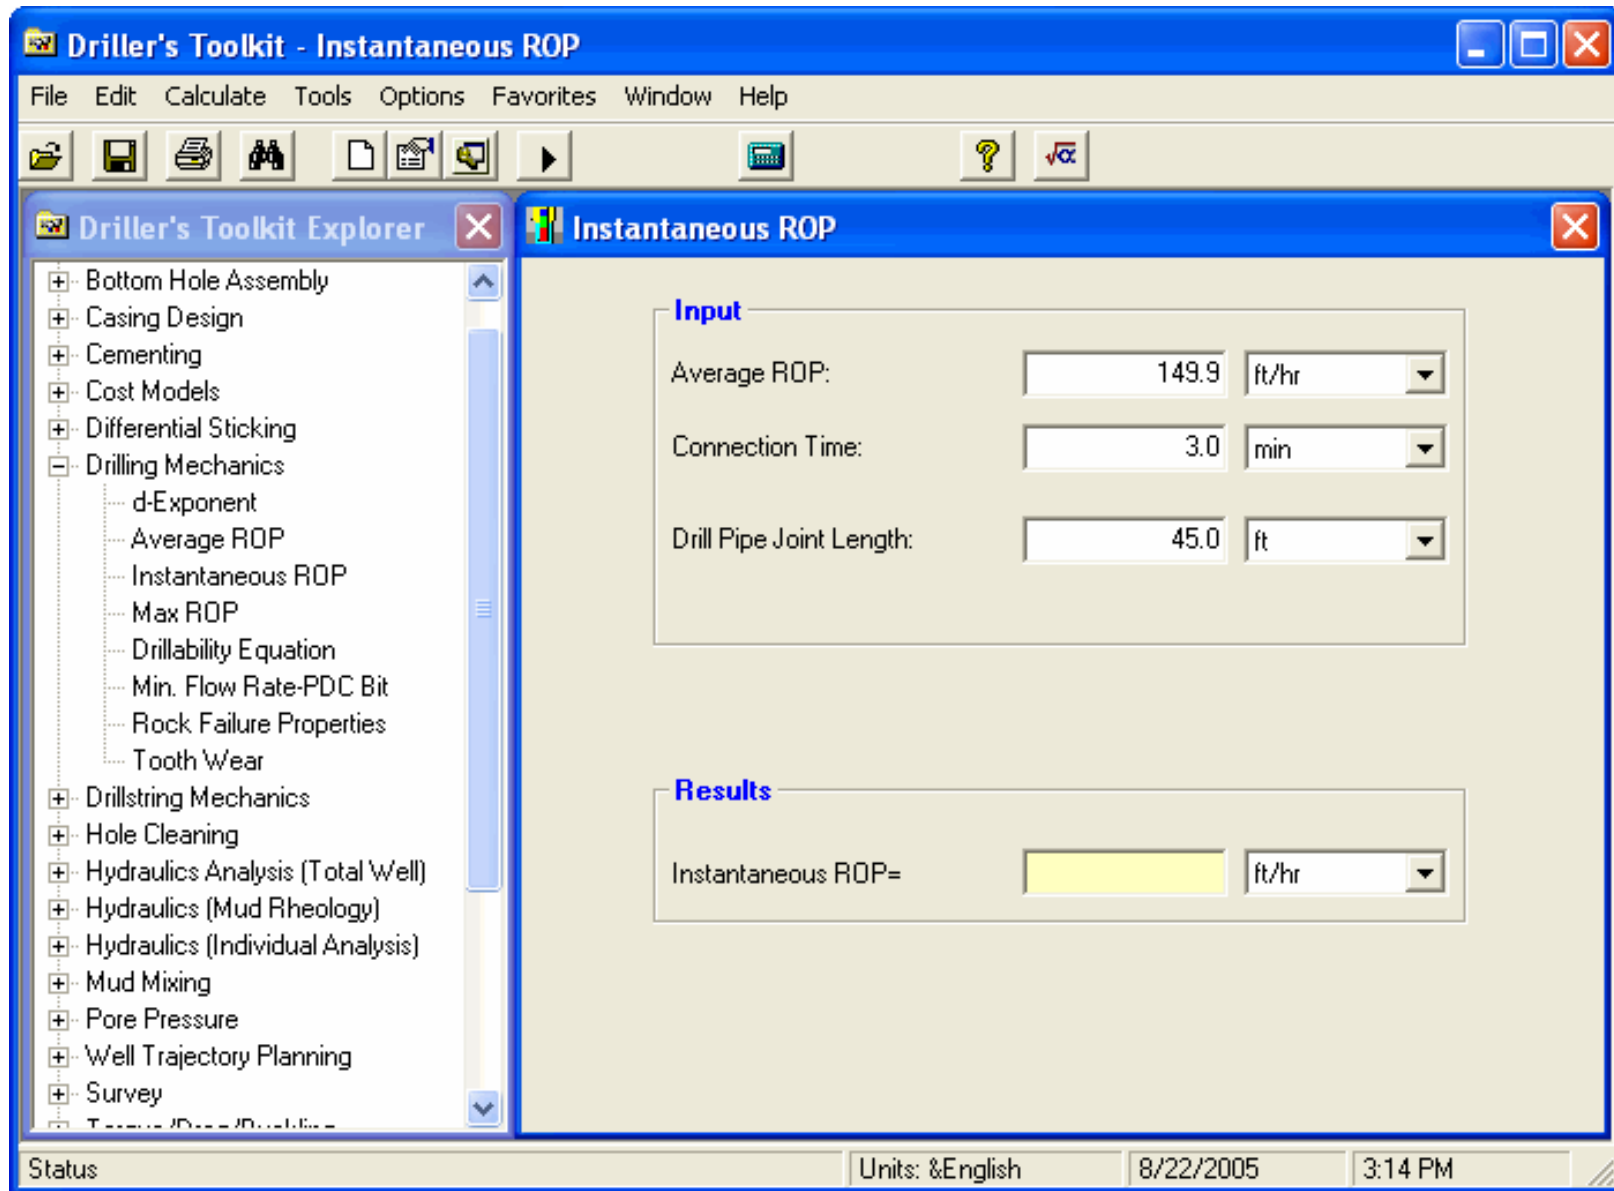 Driller's Toolkit - Instantaneous ROP
File Edit Calculate Tools Options Favorites Window Help
Driller's Toolkit Explorer
Bottom Hole Assembly
Casing Design
Cementing
Cost Models
Differential Sticking
Drilling Mechanics
d-Exponent
Average ROP
Instantaneous ROP
Max ROP
Drillability Equation
Min. Flow Rate-PDC Bit
Rock Failure Properties
Tooth Wear
Drillstring Mechanics
Hole Cleaning
Hydraulics Analysis (Total Well)
Hydraulics (Mud Rheology)
Hydraulics (Individual Analysis)
Mud Mixing
Pore Pressure
Well Trajectory Planning
Survey
Instantaneous ROP
Input
Average ROP: 149.9 ft/hr
Connection Time: 3.0 min
Drill Pipe Joint Length: 45.0 ft
Results
Instantaneous ROP= ft/hr
Status Units: &English 8/22/2005 3:14 PM